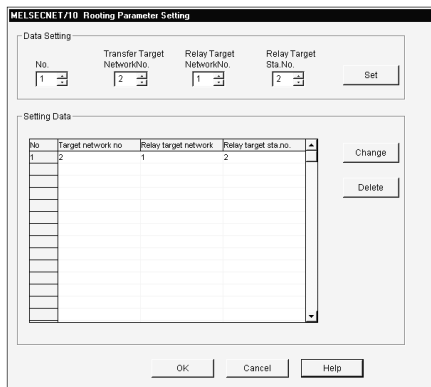 MELSECNET/10 Rooting Parameter Setting
Data Setting
No.
Transfer Target NetworkNo.
Relay Target NetworkNo.
Relay Target Sta.No.
1
2
1
2
Set
Setting Data
No Target network no Relay target network Relay target sta.no.
1 2 1 2
Change
Delete
OK Cancel Help